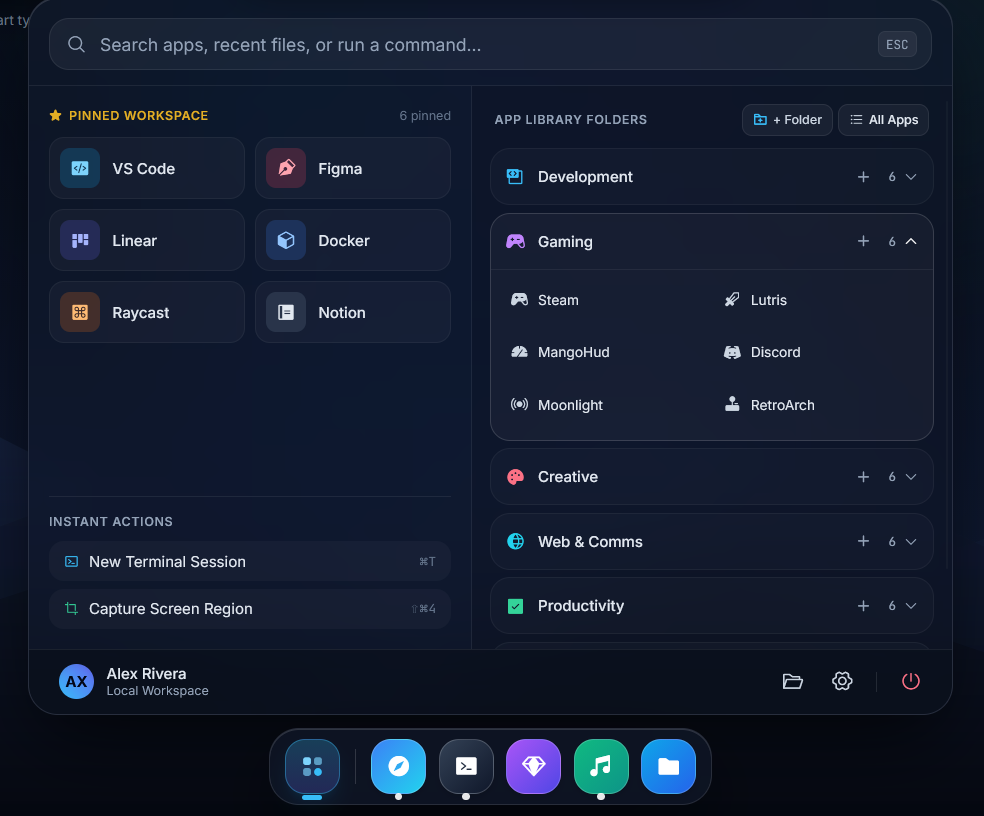 art ty
Search apps, recent files, or run a command...
ESC
PINNED WORKSPACE
6 pinned
VS Code
Figma
Linear
Docker
Raycast
Notion
INSTANT ACTIONS
New Terminal Session
⌘T
Capture Screen Region
⇧⌘4
APP LIBRARY FOLDERS
+ Folder
All Apps
Development
6
Gaming
6
Steam
Lutris
MangoHud
Discord
Moonlight
RetroArch
Creative
6
Web & Comms
6
Productivity
6
AX
Alex Rivera
Local Workspace